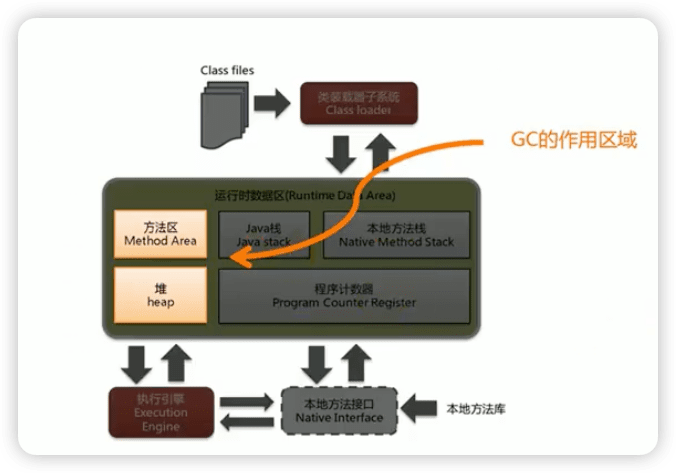 Class files
类装载器子系统
Class loader
GC的作用区域
运行时数据区(Runtime Data Area)
方法区
Method Area
Java栈
Java stack
本地方法栈
Native Method Stack
堆
heap
程序计数器
Program Counter Register
执行引擎
Execution
Engine
本地方法接口
Native Interface
本地方法库